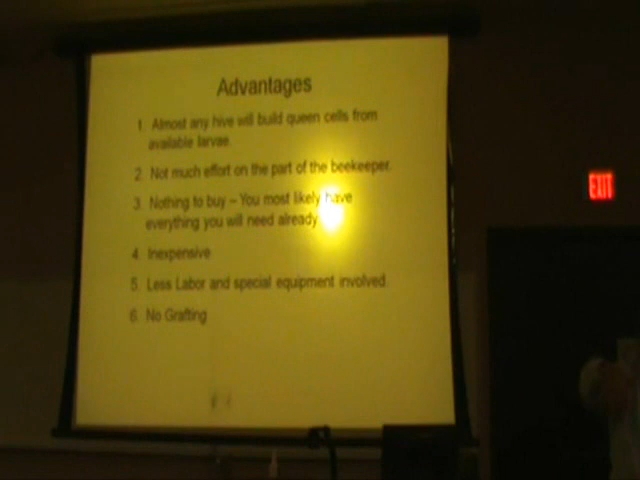 Advantages
1. Almost any hive will build queen cells from
available larvae.
2. Not much effort on the part of the beekeeper.
3. Nothing to buy – You most likely have
everything you will need already.
4. Inexpensive
5. Less Labor and special equipment involved.
6. No Grafting
EXIT